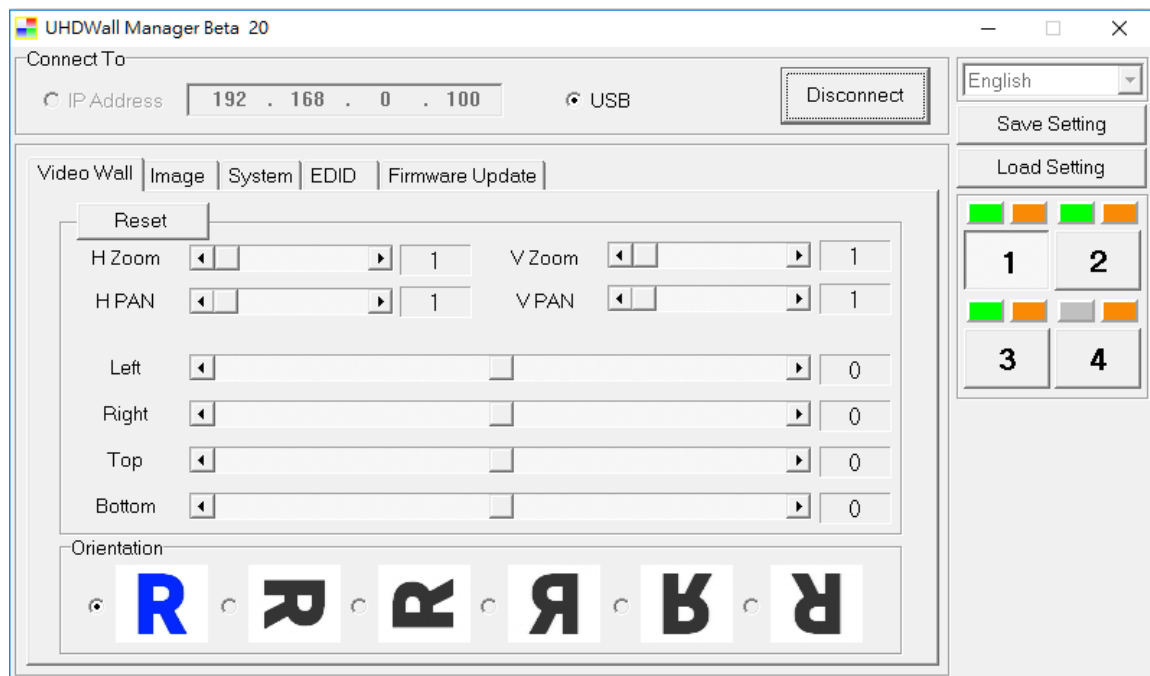 UHDWall Manager Beta 20
Connect To
IP Address 192 . 168 . 0 . 100 USB Disconnect
English
Save Setting
Load Setting
Video Wall Image System EDID Firmware Update
Reset
H Zoom 1 V Zoom 1
H PAN 1 V PAN 1
Left 0
Right 0
Top 0
Bottom 0
Orientation
R R R R R R
1 2
3 4